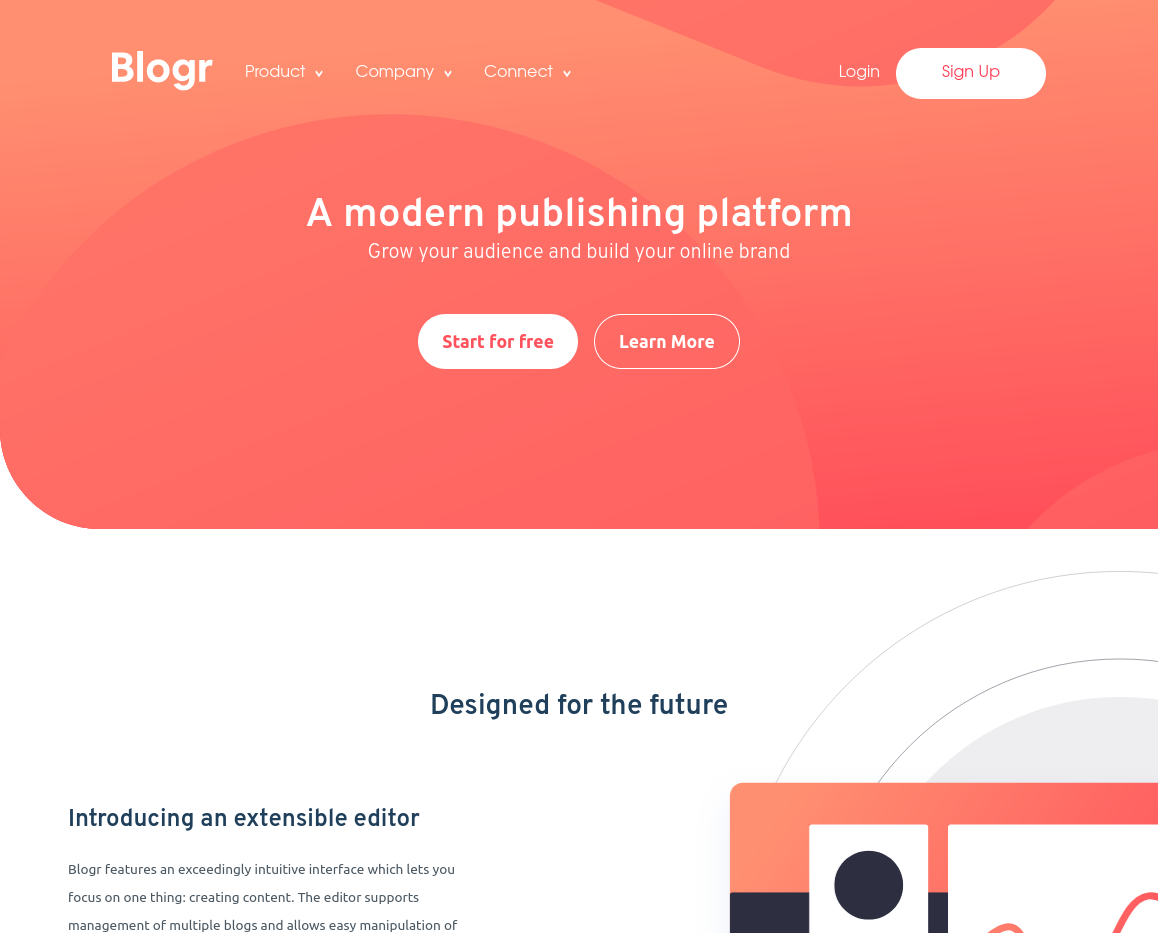 Blogr Product Company Connect Login Sign Up
A modern publishing platform
Grow your audience and build your online brand
Start for free Learn More
Designed for the future
Introducing an extensible editor
Blogr features an exceedingly intuitive interface which lets you
focus on one thing: creating content. The editor supports
management of multiple blogs and allows easy manipulation of